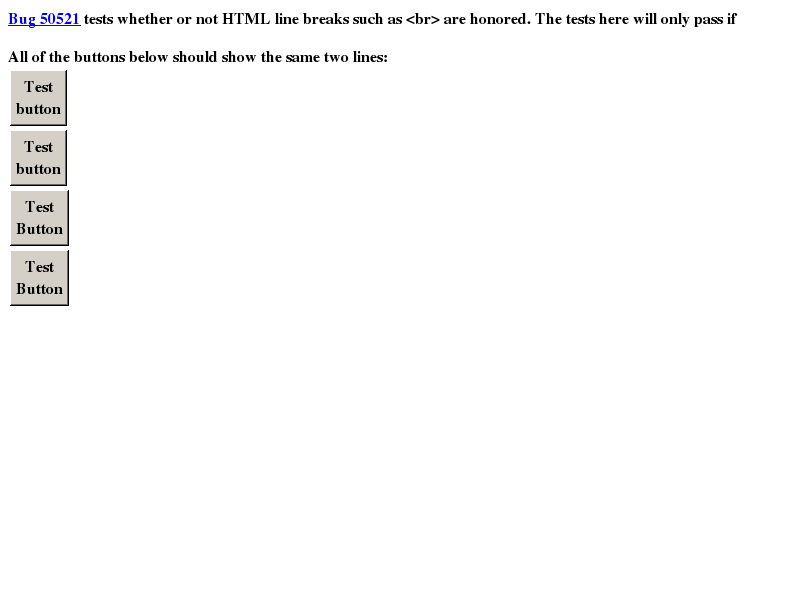 Bug 50521 tests whether or not HTML line breaks such as <br> are honored. The tests here will only pass if
All of the buttons below should show the same two lines:
Test
button
Test
button
Test
Button
Test
Button